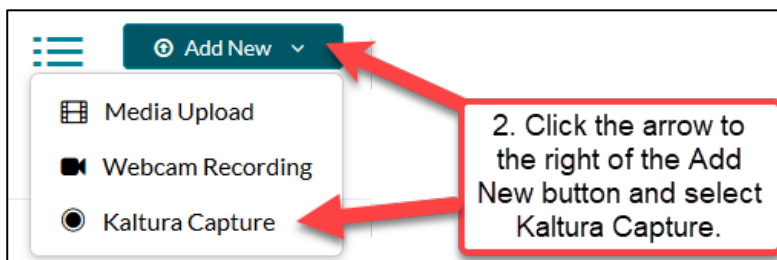 Add New
Media Upload
Webcam Recording
Kaltura Capture
2. Click the arrow to
the right of the Add
New button and select
Kaltura Capture.